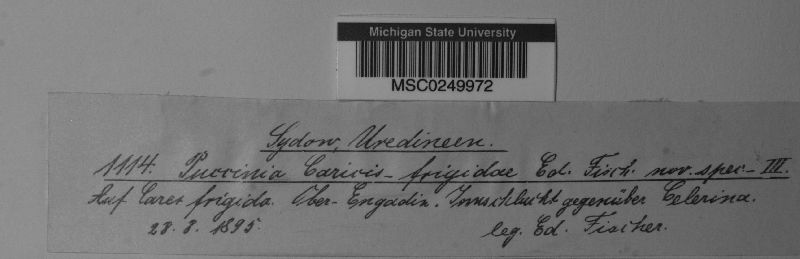 Michigan State University
MSC0249972
Sydow, Uredineen.
1114. Puccinia Caricis-frigidae Ed. Fisch. nov. spec- III.
Auf Carex frigida. Ober-Engadin. Innschlucht gegenüber Celerina.
28. 8. 1895. leg. Ed. Fischer.